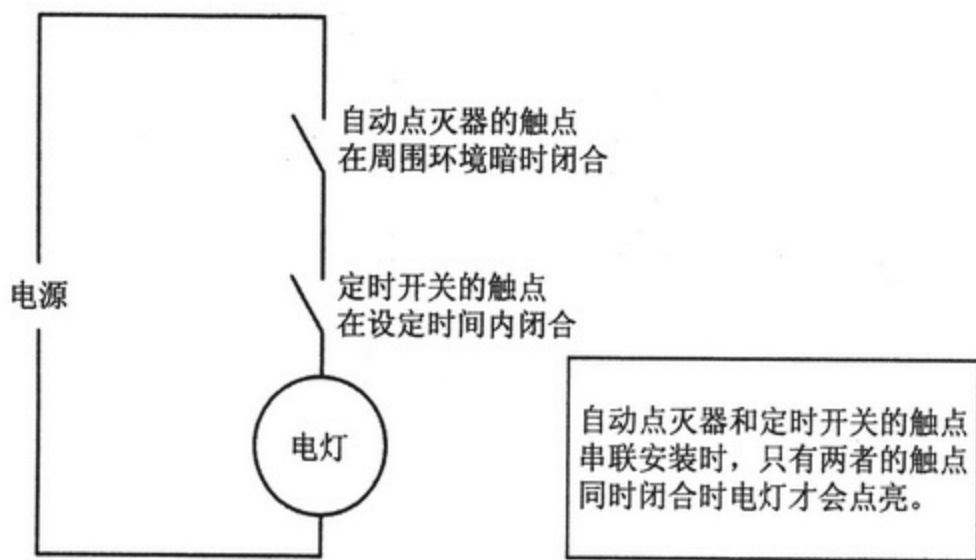 自动点灭器的触点
在周围环境暗时闭合
电源
定时开关的触点
在设定时间内闭合
电灯
自动点灭器和定时开关的触点
串联安装时，只有两者的触点
同时闭合时电灯才会点亮。